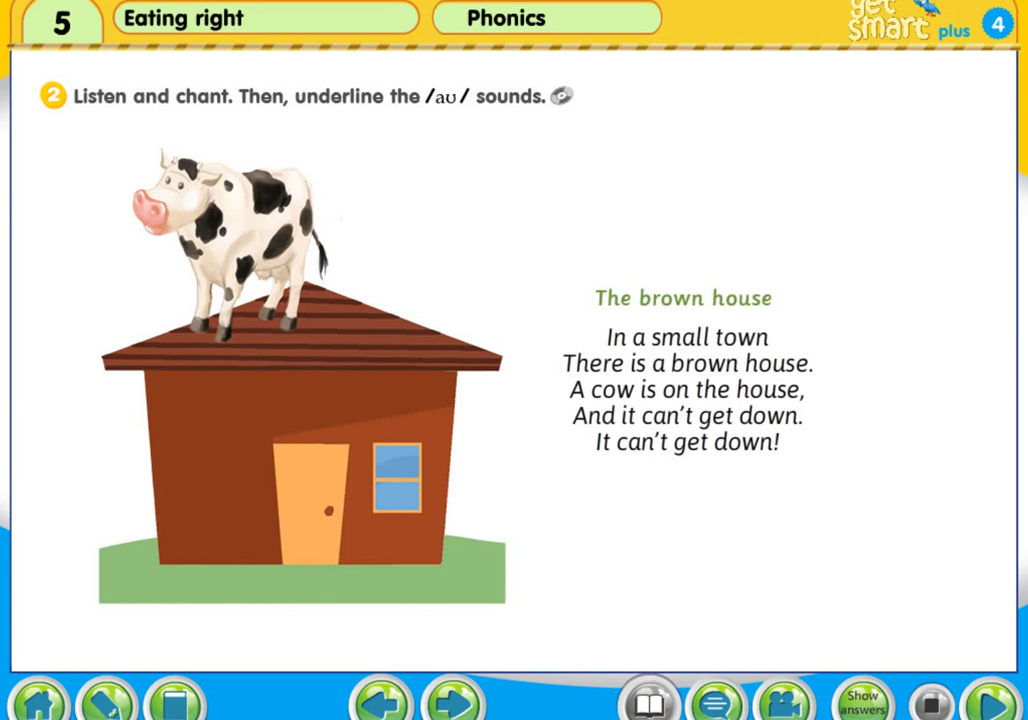 5
Eating right
Phonics
get smart plus 4
2 Listen and chant. Then, underline the /aʊ/ sounds.
The brown house
In a small town
There is a brown house.
A cow is on the house,
And it can't get down.
It can't get down!
Show answers